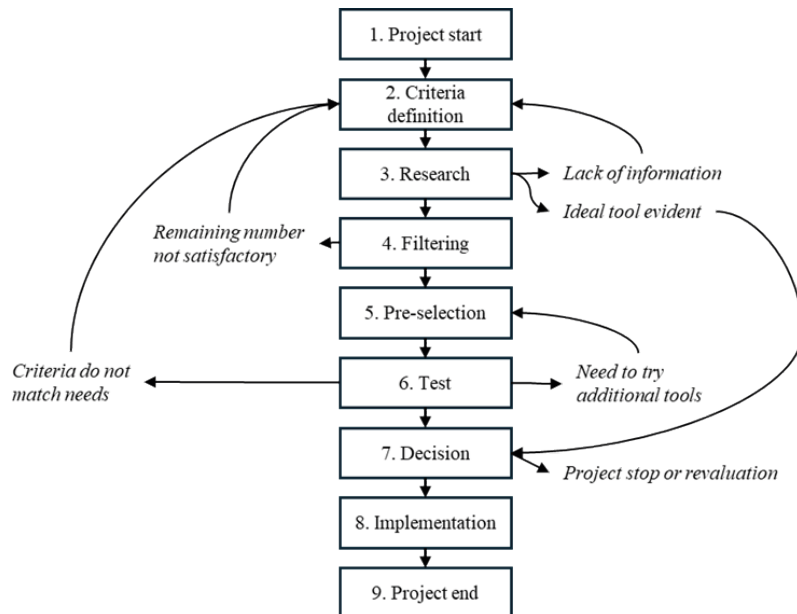 1. Project start
2. Criteria
definition
3. Research
Lack of information
Ideal tool evident
Remaining number
not satisfactory
4. Filtering
5. Pre-selection
Criteria do not
match needs
6. Test
Need to try
additional tools
7. Decision
Project stop or revaluation
8. Implementation
9. Project end